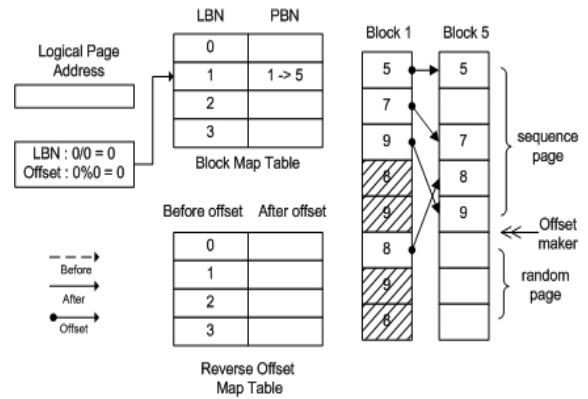 LBN PBN
Logical Page
Address
LBN : 0/0 = 0
Offset : 0%0 = 0
0
1 1 -> 5
2
3
Block Map Table
Before offset After offset
0
1
2
3
Reverse Offset
Map Table
Before
After
Offset
Block 1 Block 5
5 5
7
9 7
8 8
9 9
8
9
8
sequence
page
Offset
maker
random
page